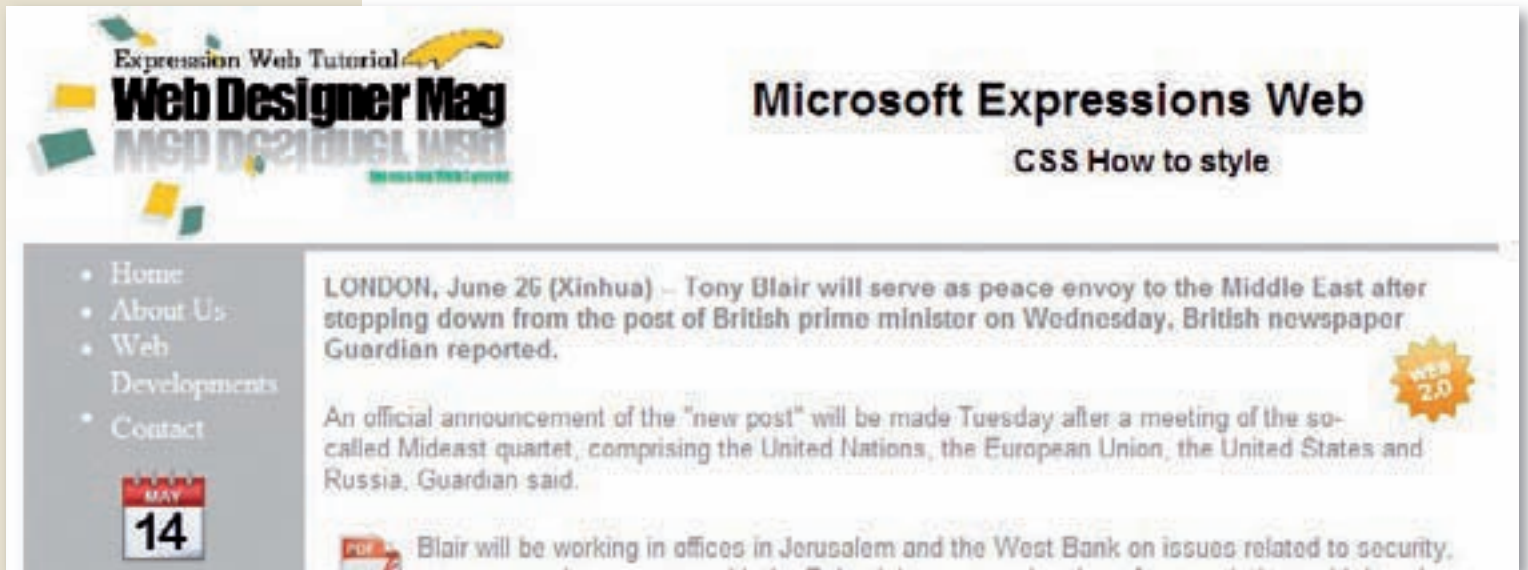 Expression Web Tutorial
Web Designer Mag
Microsoft Expressions Web
CSS How to style
Home
About Us
Web
Developments
Contact
MAY
14
LONDON, June 26 (Xinhua) – Tony Blair will serve as peace envoy to the Middle East after
stepping down from the post of British prime minister on Wednesday, British newspaper
Guardian reported.
WEB
2.0
An official announcement of the "new post" will be made Tuesday after a meeting of the so-
called Mideast quartet, comprising the United Nations, the European Union, the United States and
Russia, Guardian said.
PDF
Blair will be working in offices in Jerusalem and the West Bank on issues related to security,